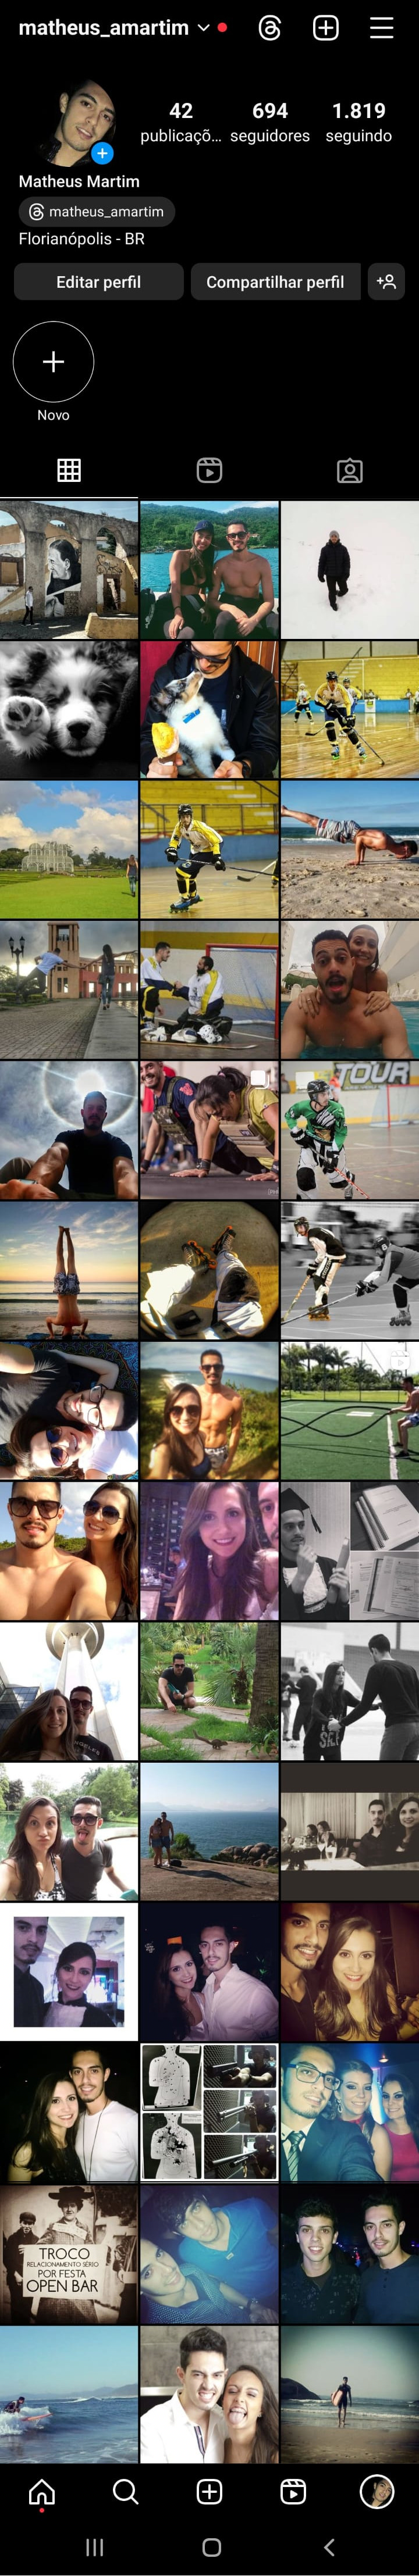 matheus_amartim
42 694 1.819
publicaçõ... seguidores seguindo
Matheus Martim
matheus_amartim
Florianópolis - BR
Editar perfil Compartilhar perfil
Novo
TOUR
TROCO
RELACIONAMENTO SÉRIO
POR FESTA
OPEN BAR